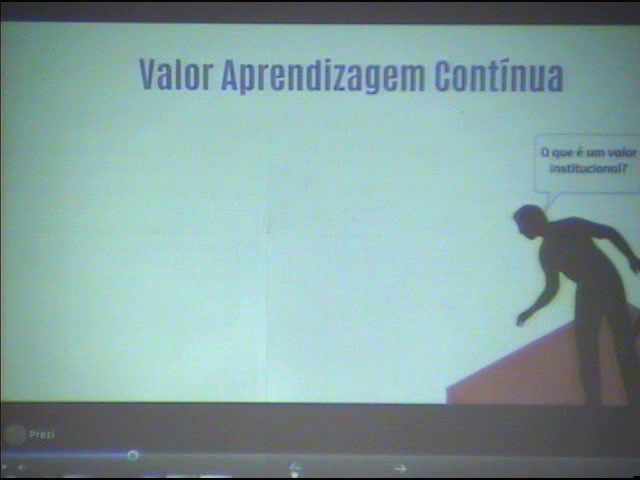 Valor Aprendizagem Contínua
O que é um valor
institucional?
Prezi